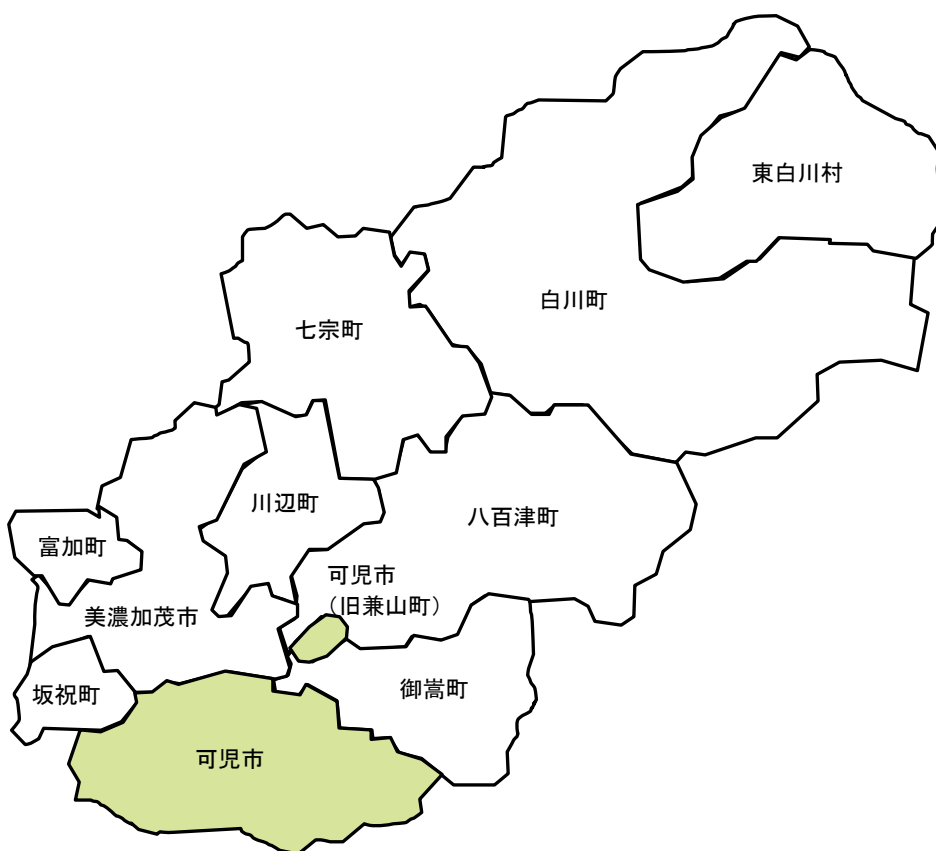 東白川村
白川町
七宗町
川辺町
八百津町
富加町
可児市
（旧兼山町）
美濃加茂市
坂祝町
御嵩町
可児市